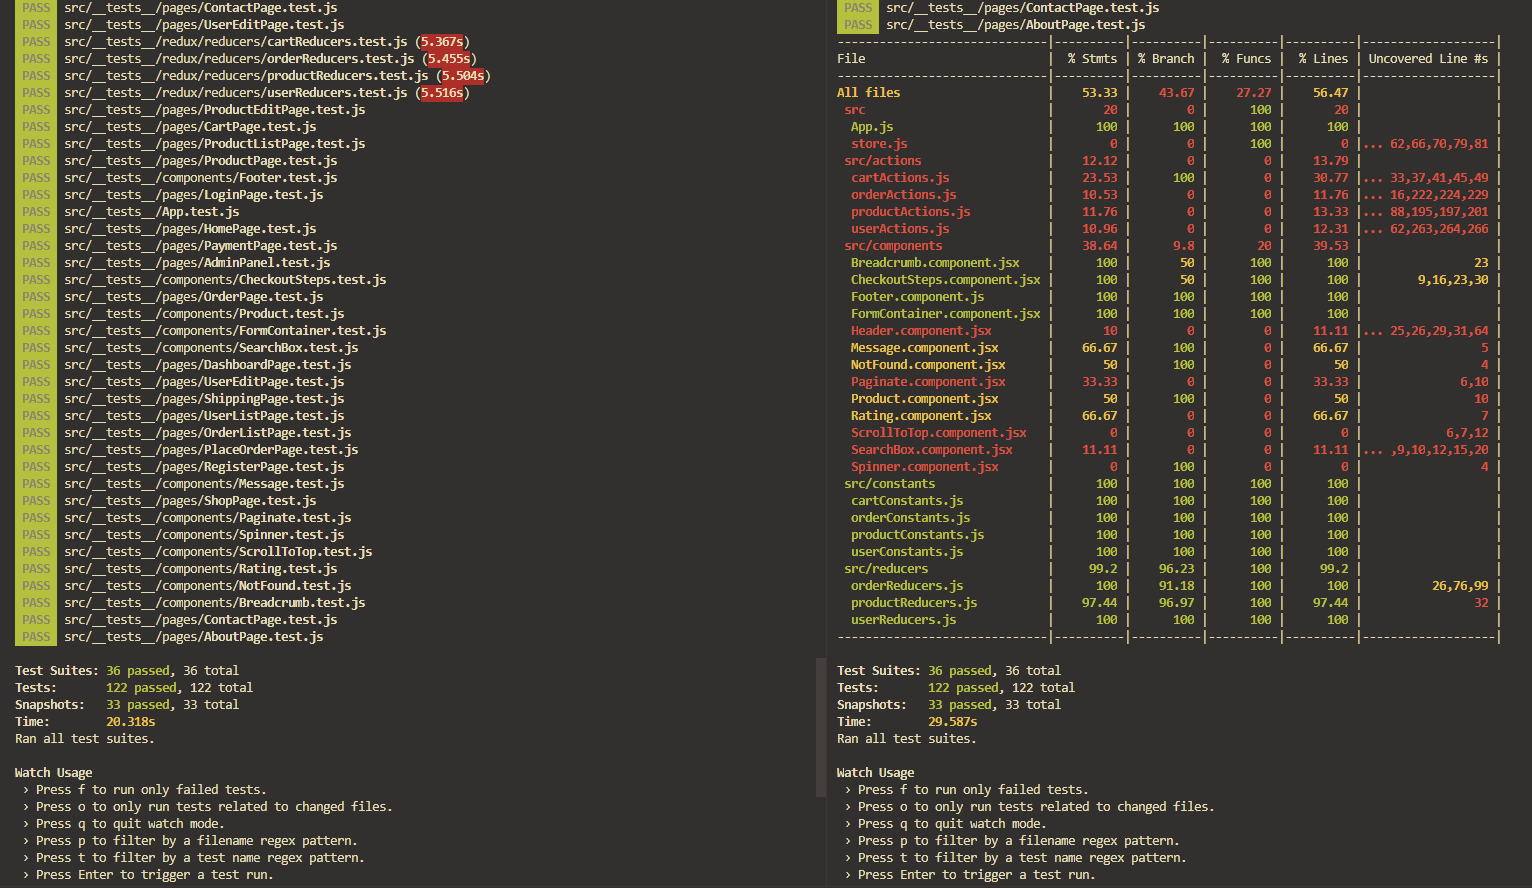 PASS src/__tests__/pages/ContactPage.test.js
PASS src/__tests__/pages/UserEditPage.test.js
PASS src/__tests__/redux/reducers/cartReducers.test.js (5.367s)
PASS src/__tests__/redux/reducers/orderReducers.test.js (5.455s)
PASS src/__tests__/redux/reducers/productReducers.test.js (5.504s)
PASS src/__tests__/redux/reducers/userReducers.test.js (5.516s)
PASS src/__tests__/pages/ProductEditPage.test.js
PASS src/__tests__/pages/CartPage.test.js
PASS src/__tests__/pages/ProductListPage.test.js
PASS src/__tests__/pages/ProductPage.test.js
PASS src/__tests__/components/Footer.test.js
PASS src/__tests__/pages/LoginPage.test.js
PASS src/__tests__/App.test.js
PASS src/__tests__/pages/HomePage.test.js
PASS src/__tests__/pages/PaymentPage.test.js
PASS src/__tests__/pages/AdminPanel.test.js
PASS src/__tests__/components/CheckoutSteps.test.js
PASS src/__tests__/pages/OrderPage.test.js
PASS src/__tests__/components/Product.test.js
PASS src/__tests__/components/FormContainer.test.js
PASS src/__tests__/components/SearchBox.test.js
PASS src/__tests__/pages/DashboardPage.test.js
PASS src/__tests__/pages/UserEditPage.test.js
PASS src/__tests__/pages/ShippingPage.test.js
PASS src/__tests__/pages/UserListPage.test.js
PASS src/__tests__/pages/OrderListPage.test.js
PASS src/__tests__/pages/PlaceOrderPage.test.js
PASS src/__tests__/pages/RegisterPage.test.js
PASS src/__tests__/components/Message.test.js
PASS src/__tests__/pages/ShopPage.test.js
PASS src/__tests__/components/Paginate.test.js
PASS src/__tests__/components/Spinner.test.js
PASS src/__tests__/components/ScrollToTop.test.js
PASS src/__tests__/components/Rating.test.js
PASS src/__tests__/components/NotFound.test.js
PASS src/__tests__/components/Breadcrumb.test.js
PASS src/__tests__/pages/ContactPage.test.js
PASS src/__tests__/pages/AboutPage.test.js
Test Suites: 36 passed, 36 total
Tests: 122 passed, 122 total
Snapshots: 33 passed, 33 total
Time: 20.318s
Ran all test suites.
Watch Usage
› Press f to run only failed tests.
› Press o to only run tests related to changed files.
› Press q to quit watch mode.
› Press p to filter by a filename regex pattern.
› Press t to filter by a test name regex pattern.
› Press Enter to trigger a test run.
PASS src/__tests__/pages/ContactPage.test.js
PASS src/__tests__/pages/AboutPage.test.js
------------------------------|----------|----------|----------|----------|-------------------|
File | % Stmts | % Branch | % Funcs | % Lines | Uncovered Line #s |
------------------------------|----------|----------|----------|----------|-------------------|
All files | 53.33 | 43.67 | 27.27 | 56.47 | |
src | 20 | 0 | 100 | 20 | |
App.js | 100 | 100 | 100 | 100 | |
store.js | 0 | 0 | 100 | 0 |... 62,66,70,79,81 |
src/actions | 12.12 | 0 | 0 | 13.79 | |
cartActions.js | 23.53 | 100 | 0 | 30.77 |... 33,37,41,45,49 |
orderActions.js | 10.53 | 0 | 0 | 11.76 |... 16,222,224,229 |
productActions.js | 11.76 | 0 | 0 | 13.33 |... 88,195,197,201 |
userActions.js | 10.96 | 0 | 0 | 12.31 |... 62,263,264,266 |
src/components | 38.64 | 9.8 | 20 | 39.53 | |
Breadcrumb.component.jsx | 100 | 50 | 100 | 100 | 23 |
CheckoutSteps.component.jsx | 100 | 50 | 100 | 100 | 9,16,23,30 |
Footer.component.js | 100 | 100 | 100 | 100 | |
FormContainer.component.jsx | 100 | 100 | 100 | 100 | |
Header.component.jsx | 10 | 0 | 0 | 11.11 |... 25,26,29,31,64 |
Message.component.jsx | 66.67 | 100 | 0 | 66.67 | 5 |
NotFound.component.jsx | 50 | 100 | 0 | 50 | 4 |
Paginate.component.jsx | 33.33 | 0 | 0 | 33.33 | 6,10 |
Product.component.jsx | 50 | 100 | 0 | 50 | 10 |
Rating.component.jsx | 66.67 | 0 | 0 | 66.67 | 7 |
ScrollToTop.component.jsx | 0 | 0 | 0 | 0 | 6,7,12 |
SearchBox.component.jsx | 11.11 | 0 | 0 | 11.11 |... ,9,10,12,15,20 |
Spinner.component.jsx | 0 | 100 | 0 | 0 | 4 |
src/constants | 100 | 100 | 100 | 100 | |
cartConstants.js | 100 | 100 | 100 | 100 | |
orderConstants.js | 100 | 100 | 100 | 100 | |
productConstants.js | 100 | 100 | 100 | 100 | |
userConstants.js | 100 | 100 | 100 | 100 | |
src/reducers | 99.2 | 96.23 | 100 | 99.2 | |
orderReducers.js | 100 | 91.18 | 100 | 100 | 26,76,99 |
productReducers.js | 97.44 | 96.97 | 100 | 97.44 | 32 |
userReducers.js | 100 | 100 | 100 | 100 | |
------------------------------|----------|----------|----------|----------|-------------------|
Test Suites: 36 passed, 36 total
Tests: 122 passed, 122 total
Snapshots: 33 passed, 33 total
Time: 29.587s
Ran all test suites.
Watch Usage
› Press f to run only failed tests.
› Press o to only run tests related to changed files.
› Press q to quit watch mode.
› Press p to filter by a filename regex pattern.
› Press t to filter by a test name regex pattern.
› Press Enter to trigger a test run.